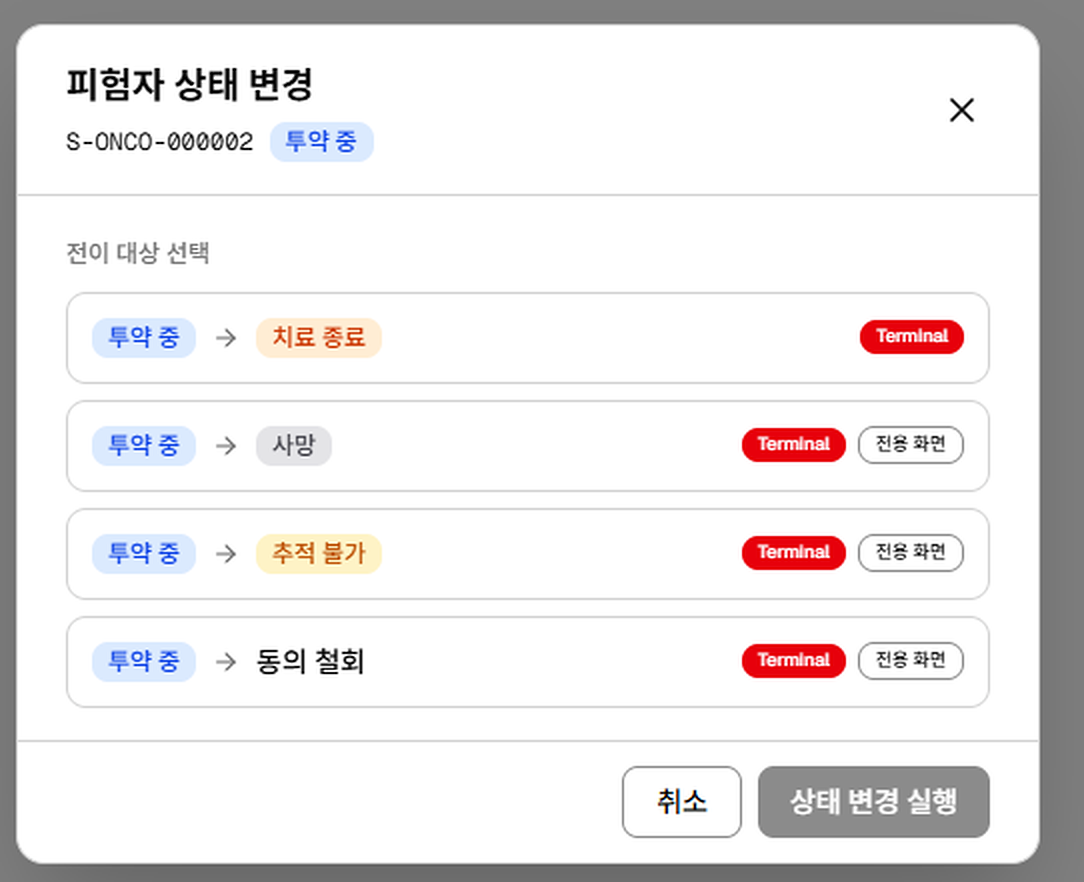 피험자 상태 변경
S-ONCO-000002 투약 중
전이 대상 선택
투약 중 → 치료 종료 Terminal
투약 중 → 사망 Terminal 전용 화면
투약 중 → 추적 불가 Terminal 전용 화면
투약 중 → 동의 철회 Terminal 전용 화면
취소 상태 변경 실행